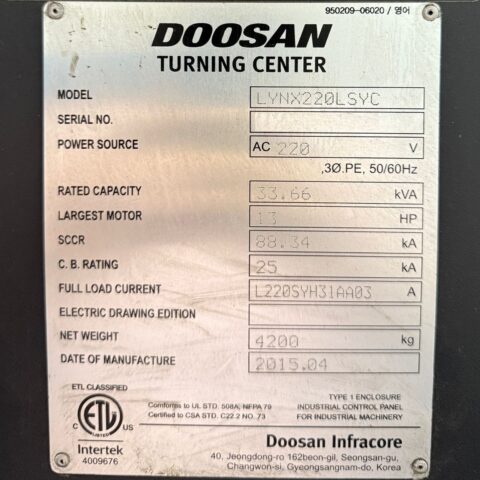 950209-06020 / 영어
DOOSAN
TURNING CENTER
MODEL LYNX220LSYC
SERIAL NO.
POWER SOURCE AC 220 V
,3Ø.PE, 50/60Hz
RATED CAPACITY 33.66 kVA
LARGEST MOTOR 13 HP
SCCR 88.34 kA
C. B. RATING 25 kA
FULL LOAD CURRENT L220SYH31AA03 A
ELECTRIC DRAWING EDITION
NET WEIGHT 4200 kg
DATE OF MANUFACTURE 2015.04
ETL CLASSIFIED
ETL
LISTED
C US
Intertek
4009676
Conforms to UL STD. 508A, NFPA 79
Certified to CSA STD. C22.2 NO. 73
TYPE 1 ENCLOSURE
INDUSTRIAL CONTROL PANEL
FOR INDUSTRIAL MACHINERY
Doosan Infracore
40, Jeongdong-ro 162beon-gil, Seongsan-gu,
Changwon-si, Gyeongsangnam-do, Korea